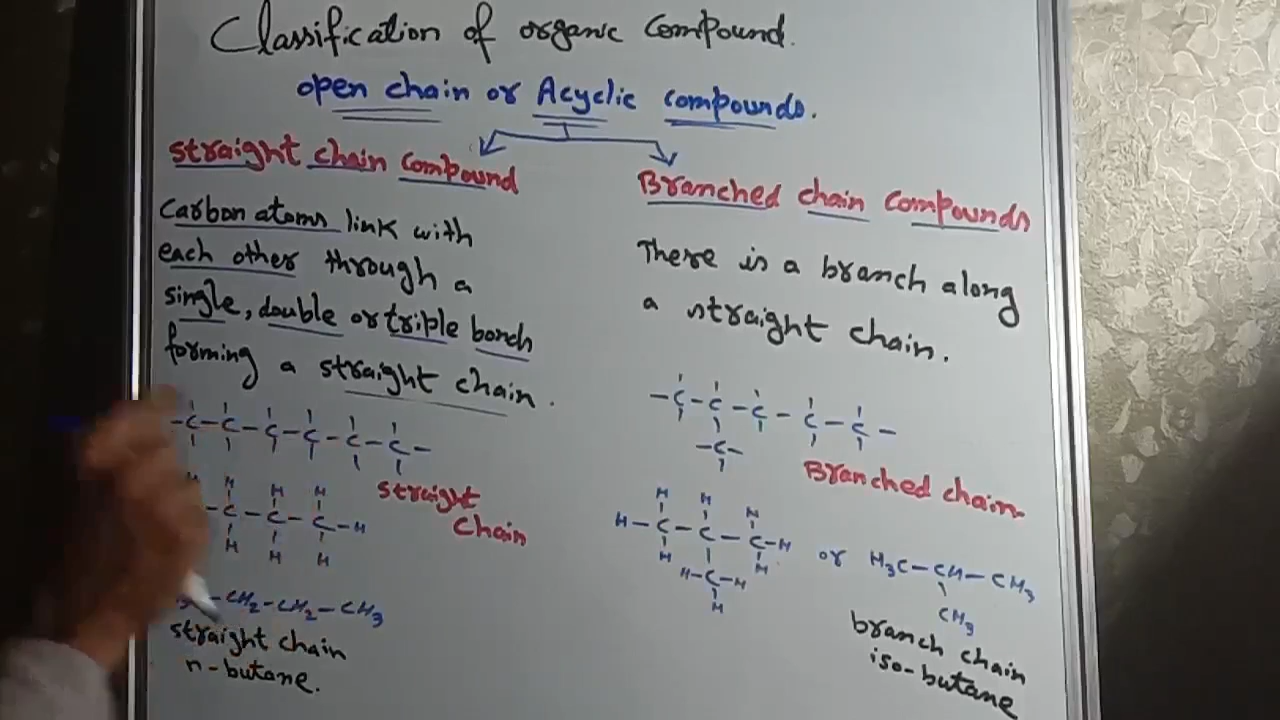 Classification of organic compound.
open chain or Acyclic compounds.
straight chain compound
Carbon atoms link with
each other through a
single, double or triple bonds
forming a straight chain.
-C-C-C-C-C-C-
H H H
-C-C-C-H
H H H
straight
chain
-CH2-CH2-CH3
straight chain
n-butane.
Branched chain compounds
There is a branch along
a straight chain.
-C-C-C-C-C-
-C-
Branched chain
H H H
H-C-C-C-H
H H
H-C-H
H
or
H3C-CH-CH3
CH3
branch chain
iso-butane